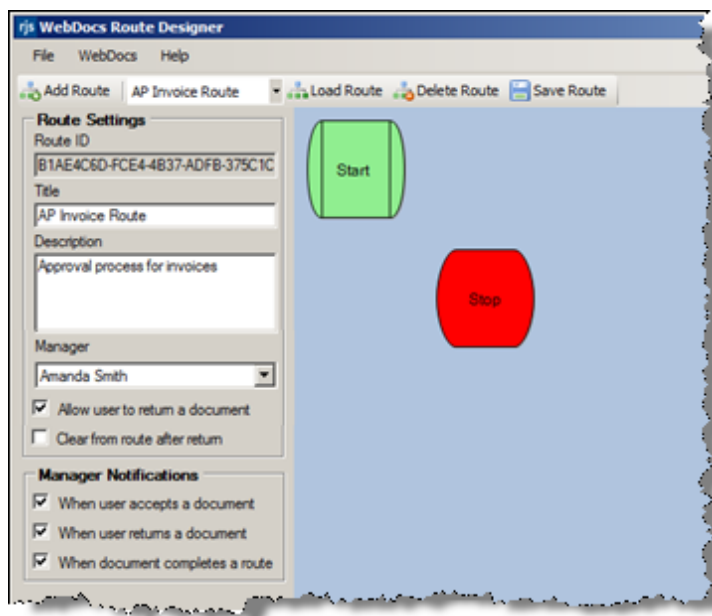 rjs WebDocs Route Designer
File WebDocs Help
Add Route AP Invoice Route Load Route Delete Route Save Route
Route Settings
Route ID
B1AE4C6D-FCE4-4B37-ADFB-375C1C
Title
AP Invoice Route
Description
Approval process for invoices
Manager
Amanda Smith
Allow user to return a document
Clear from route after return
Manager Notifications
When user accepts a document
When user returns a document
When document completes a route
Start
Stop